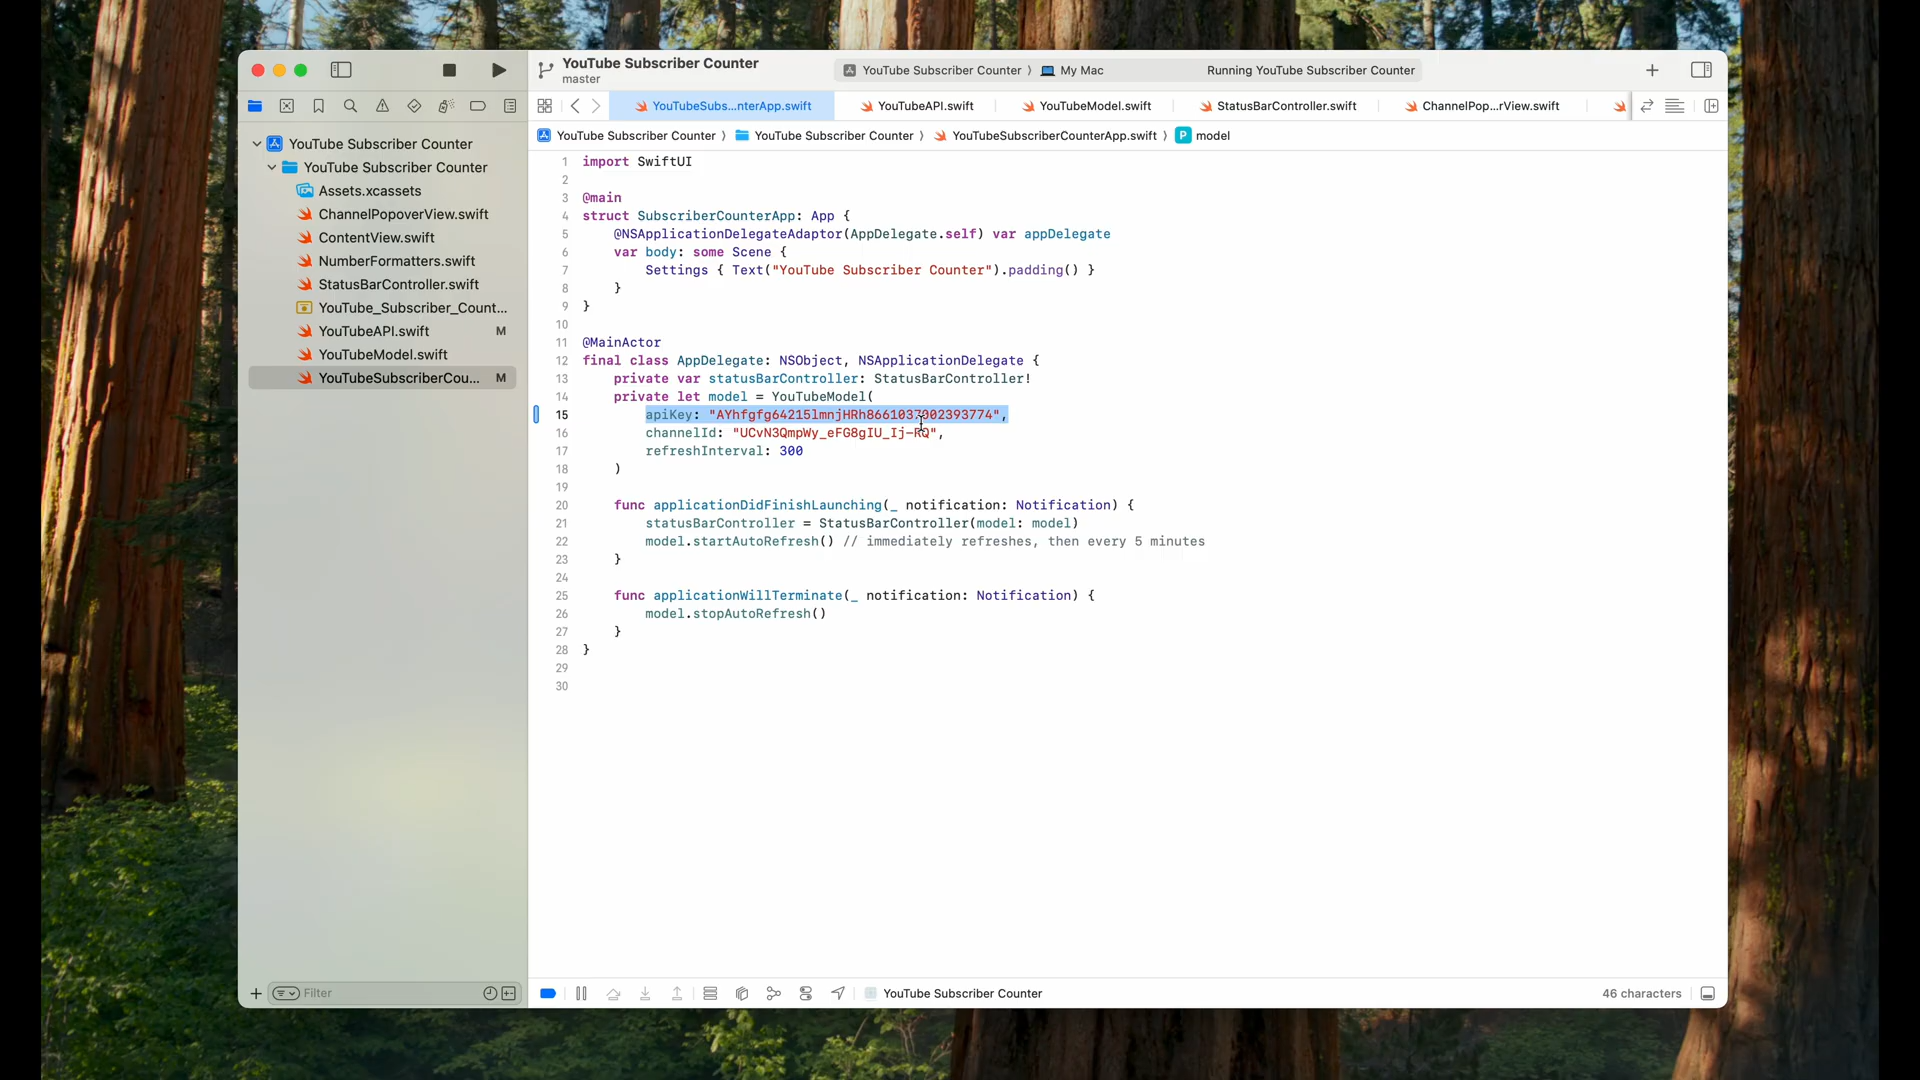 YouTube Subscriber Counter
master
YouTube Subscriber Counter 〉 My Mac
Running YouTube Subscriber Counter
YouTubeSubs...nterApp.swift
YouTubeAPI.swift
YouTubeModel.swift
StatusBarController.swift
ChannelPop...rView.swift
YouTube Subscriber Counter 〉 YouTube Subscriber Counter 〉 YouTubeSubscriberCounterApp.swift 〉 P model
YouTube Subscriber Counter
YouTube Subscriber Counter
Assets.xcassets
ChannelPopoverView.swift
ContentView.swift
NumberFormatters.swift
StatusBarController.swift
YouTube_Subscriber_Count...
YouTubeAPI.swift M
YouTubeModel.swift
YouTubeSubscriberCou... M
1 import SwiftUI
2
3 @main
4 struct SubscriberCounterApp: App {
5 @NSApplicationDelegateAdaptor(AppDelegate.self) var appDelegate
6 var body: some Scene {
7 Settings { Text("YouTube Subscriber Counter").padding() }
8 }
9 }
10
11 @MainActor
12 final class AppDelegate: NSObject, NSApplicationDelegate {
13 private var statusBarController: StatusBarController!
14 private let model = YouTubeModel(
15 apiKey: "AYhfgfg64215lmnjHRh8661037002393774",
16 channelId: "UCvN3QmpWy_eFG8gIU_Ij-RQ",
17 refreshInterval: 300
18 )
19
20 func applicationDidFinishLaunching(_ notification: Notification) {
21 statusBarController = StatusBarController(model: model)
22 model.startAutoRefresh() // immediately refreshes, then every 5 minutes
23 }
24
25 func applicationWillTerminate(_ notification: Notification) {
26 model.stopAutoRefresh()
27 }
28 }
29
30
Filter
YouTube Subscriber Counter
46 characters